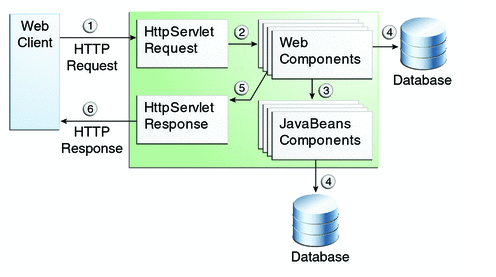 Web
Client
1
HTTP
Request
HttpServlet
Request
2
Web
Components
4
Database
3
5
6
HTTP
Response
HttpServlet
Response
JavaBeans
Components
4
Database